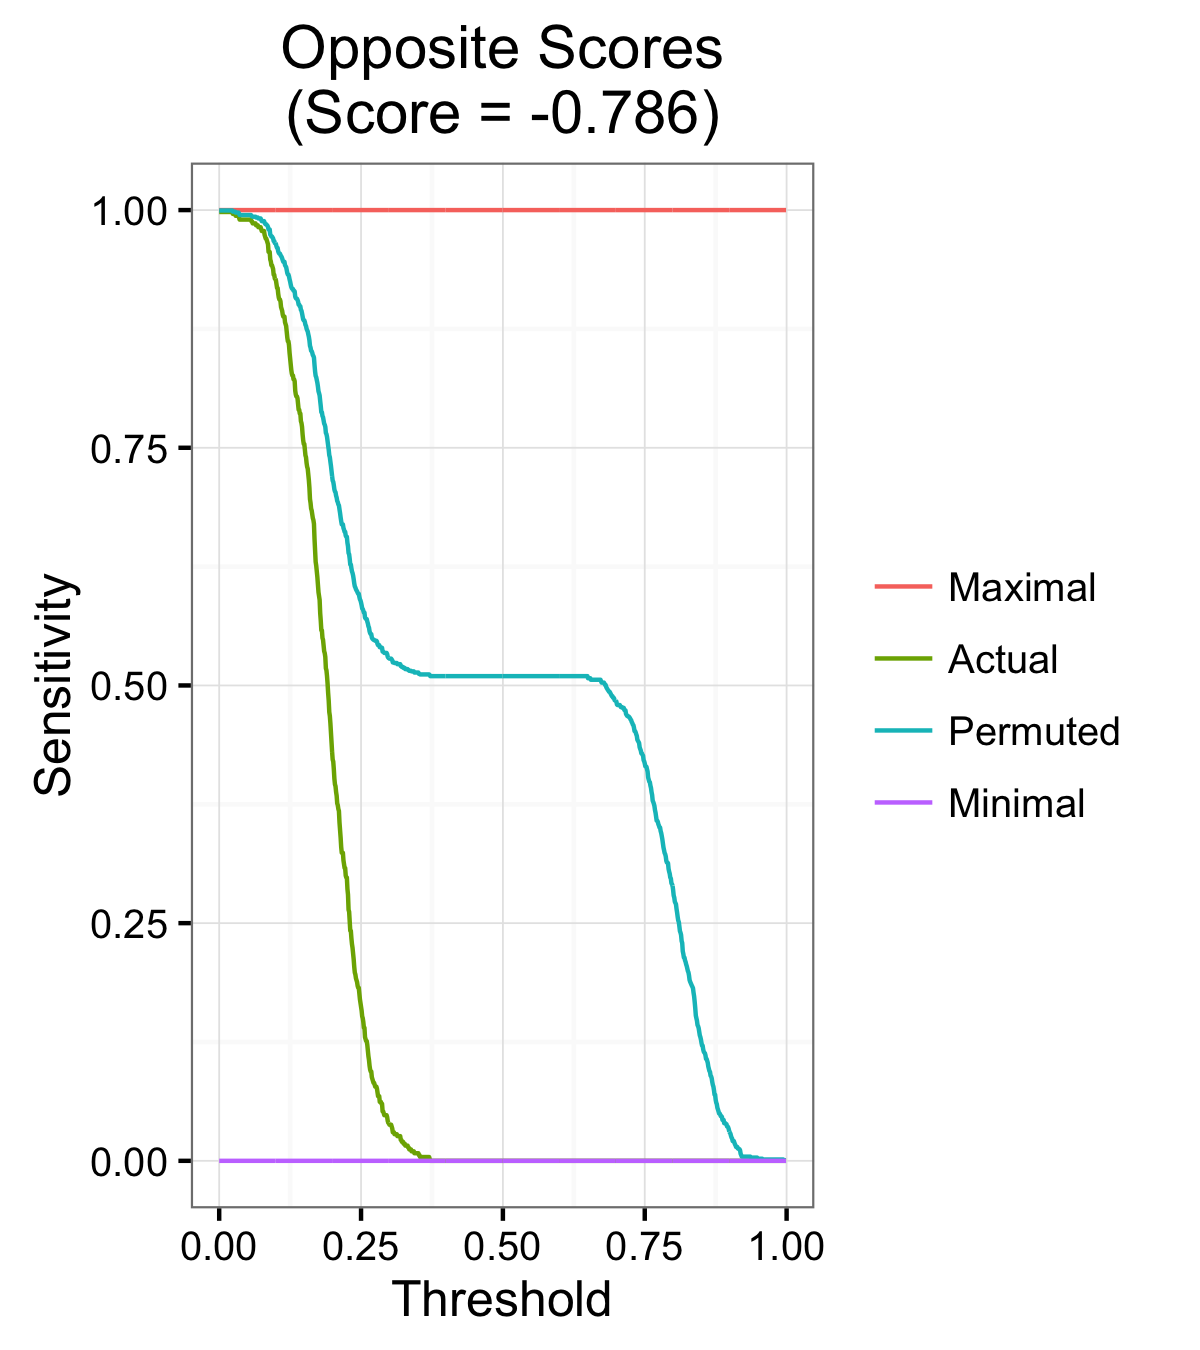 Opposite Scores
(Score = -0.786)
1.00
0.75
0.50
0.25
0.00
Sensitivity
0.00 0.25 0.50 0.75 1.00
Threshold
Maximal
Actual
Permuted
Minimal